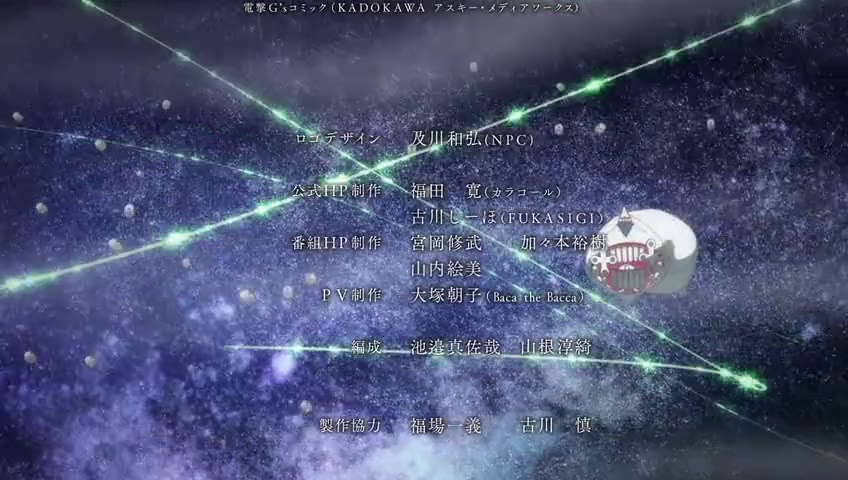 電撃G'sコミック(KADOKAWA アスキー・メディアワークス)
ロゴデザイン 及川和弘(NPC)
公式HP制作 福田 寛(カラコール)
古川しーほ(FUKASIGI)
番組HP制作 宮岡修武 加々本裕樹
山内絵美
PV制作 大塚朝子(Baca the Bacca)
編成 池邉真佐哉 山根淳綺
製作協力 福場一義 古川 慎